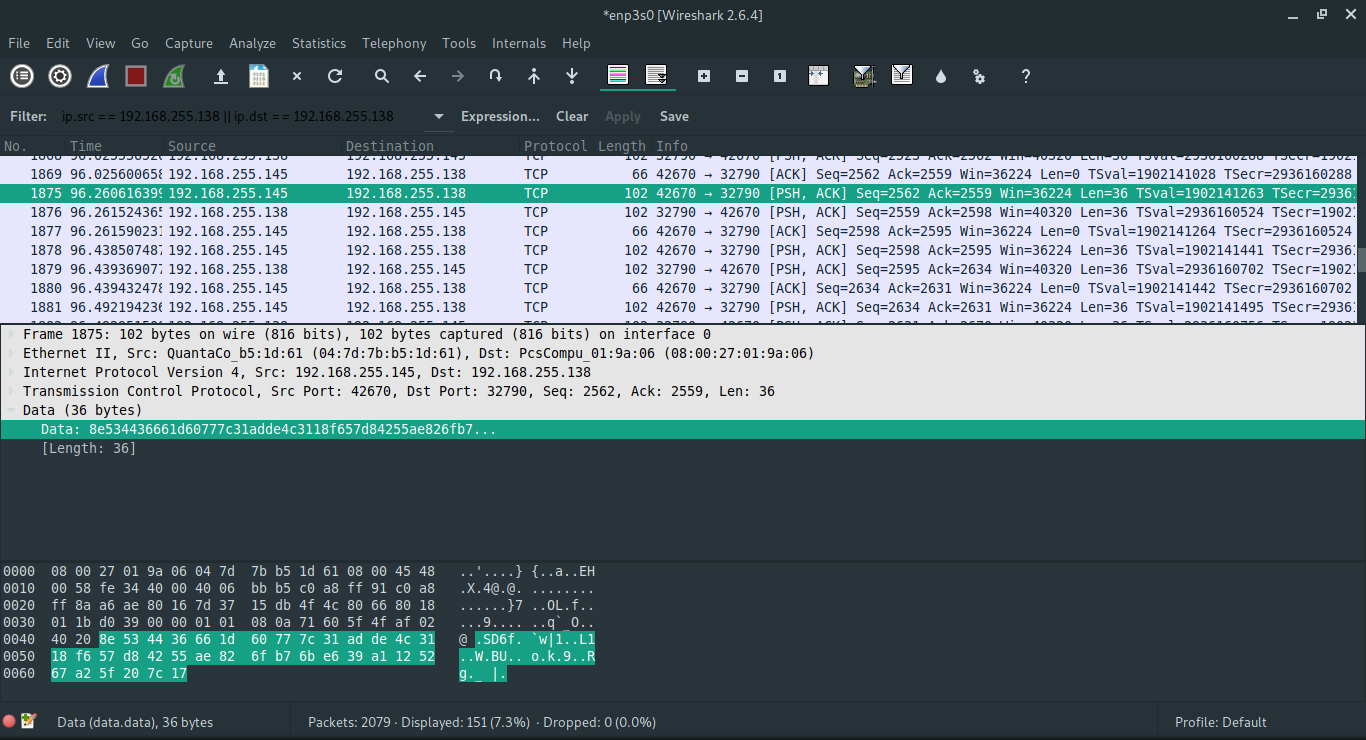 *enp3s0 [Wireshark 2.6.4]
File Edit View Go Capture Analyze Statistics Telephony Tools Internals Help
Filter: ip.src == 192.168.255.138 || ip.dst == 192.168.255.138 Expression... Clear Apply Save
No. Time Source Destination Protocol Length Info
1869 96.025600658 192.168.255.145 192.168.255.138 TCP 66 42670 → 32790 [ACK] Seq=2562 Ack=2559 Win=36224 Len=0 TSval=1902141028 TSecr=2936160288
1875 96.260616399 192.168.255.145 192.168.255.138 TCP 102 42670 → 32790 [PSH, ACK] Seq=2562 Ack=2559 Win=36224 Len=36 TSval=1902141263 TSecr=2936
1876 96.261524365 192.168.255.138 192.168.255.145 TCP 102 32790 → 42670 [PSH, ACK] Seq=2559 Ack=2598 Win=40320 Len=36 TSval=2936160524 TSecr=1902
1877 96.261590231 192.168.255.145 192.168.255.138 TCP 66 42670 → 32790 [ACK] Seq=2598 Ack=2595 Win=36224 Len=0 TSval=1902141264 TSecr=2936160524
1878 96.438507487 192.168.255.145 192.168.255.138 TCP 102 42670 → 32790 [PSH, ACK] Seq=2598 Ack=2595 Win=36224 Len=36 TSval=1902141441 TSecr=2936
1879 96.439369077 192.168.255.138 192.168.255.145 TCP 102 32790 → 42670 [PSH, ACK] Seq=2595 Ack=2634 Win=40320 Len=36 TSval=2936160702 TSecr=1902
1880 96.439432478 192.168.255.145 192.168.255.138 TCP 66 42670 → 32790 [ACK] Seq=2634 Ack=2631 Win=36224 Len=0 TSval=1902141442 TSecr=2936160702
1881 96.492194236 192.168.255.145 192.168.255.138 TCP 102 42670 → 32790 [PSH, ACK] Seq=2634 Ack=2631 Win=36224 Len=36 TSval=1902141495 TSecr=2936
Frame 1875: 102 bytes on wire (816 bits), 102 bytes captured (816 bits) on interface 0
Ethernet II, Src: QuantaCo_b5:1d:61 (04:7d:7b:b5:1d:61), Dst: PcsCompu_01:9a:06 (08:00:27:01:9a:06)
Internet Protocol Version 4, Src: 192.168.255.145, Dst: 192.168.255.138
Transmission Control Protocol, Src Port: 42670, Dst Port: 32790, Seq: 2562, Ack: 2559, Len: 36
Data (36 bytes)
Data: 8e534436661d60777c31adde4c3118f657d84255ae826fb7...
[Length: 36]
0000 08 00 27 01 9a 06 04 7d 7b b5 1d 61 08 00 45 48 ..'....} {..a..EH
0010 00 58 fe 34 40 00 40 06 bb b5 c0 a8 ff 91 c0 a8 .X.4@.@. ........
0020 ff 8a a6 ae 80 16 7d 37 15 db 4f 4c 80 66 80 18 ......}7 ..OL.f..
0030 01 1b d0 39 00 00 01 01 08 0a 71 60 5f 4f af 02 ...9.... ..q`_O..
0040 40 20 8e 53 44 36 66 1d 60 77 7c 31 ad de 4c 31 @ .SD6f. `w|1..L1
0050 18 f6 57 d8 42 55 ae 82 6f b7 6b e6 39 a1 12 52 ..W.BU.. o.k.9..R
0060 67 a2 5f 20 7c 17 g._ |.
Data (data.data), 36 bytes Packets: 2079 · Displayed: 151 (7.3%) · Dropped: 0 (0.0%) Profile: Default